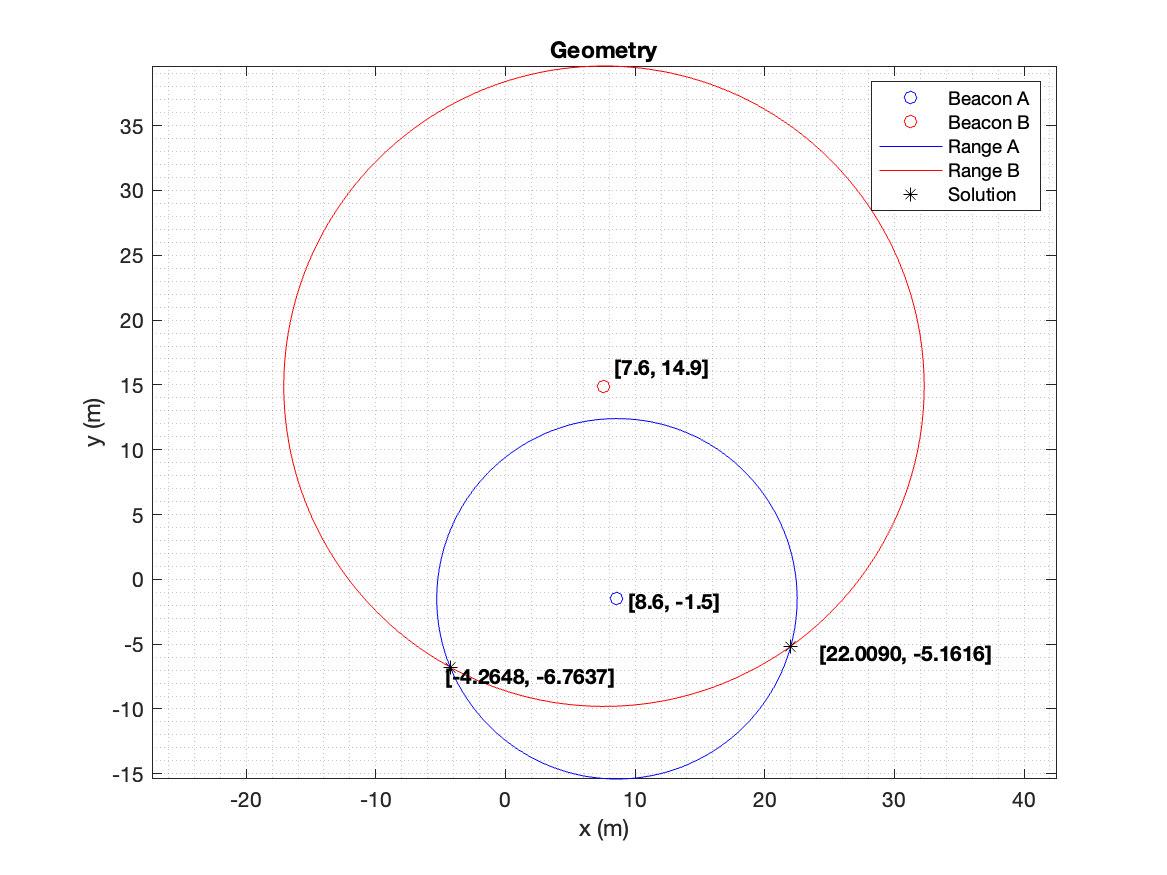 Geometry
Beacon A
Beacon B
Range A
Range B
Solution
35
30
25
20
15
10
5
0
-5
-10
-15
y (m)
[7.6, 14.9]
[8.6, -1.5]
[22.0090, -5.1616]
[-4.2648, -6.7637]
-20
-10
0
10
20
30
40
x (m)